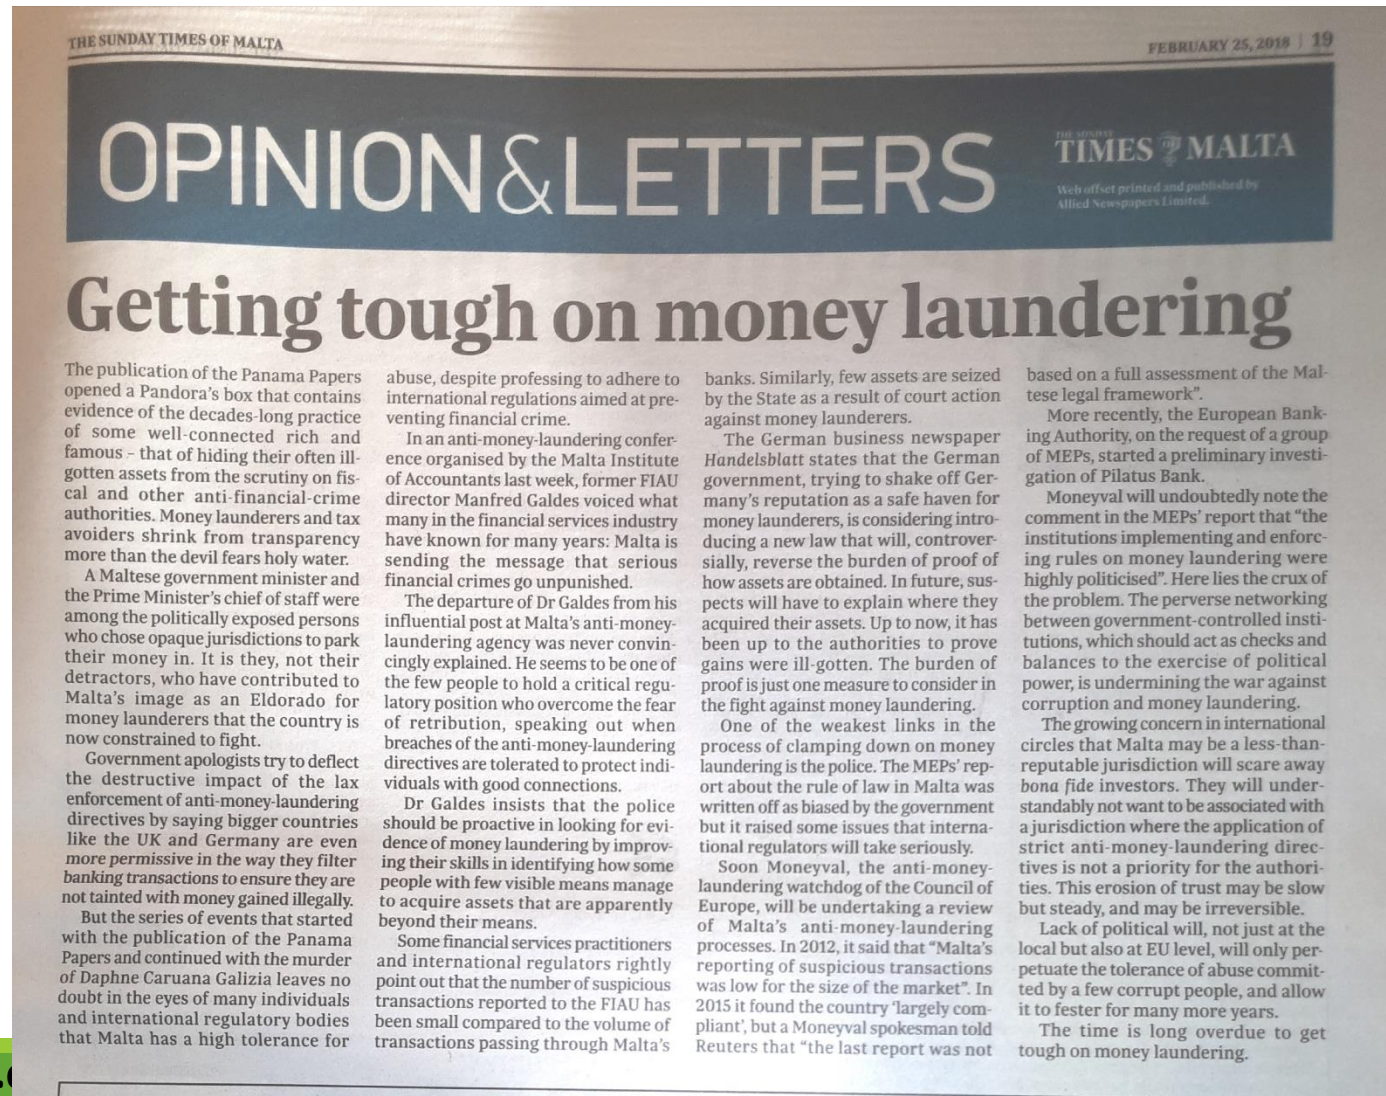 THE SUNDAY TIMES OF MALTA
FEBRUARY 25, 2018 | 19
OPINION&LETTERS
THE SUNDAY
TIMES OF MALTA
Web offset printed and published by
Allied Newspapers Limited.
Getting tough on money laundering
The publication of the Panama Papers
opened a Pandora's box that contains
evidence of the decades-long practice
of some well-connected rich and
famous – that of hiding their often ill-
gotten assets from the scrutiny on fis-
cal and other anti-financial-crime
authorities. Money launderers and tax
avoiders shrink from transparency
more than the devil fears holy water.
A Maltese government minister and
the Prime Minister's chief of staff were
among the politically exposed persons
who chose opaque jurisdictions to park
their money in. It is they, not their
detractors, who have contributed to
Malta's image as an Eldorado for
money launderers that the country is
now constrained to fight.
Government apologists try to deflect
the destructive impact of the lax
enforcement of anti-money-laundering
directives by saying bigger countries
like the UK and Germany are even
more permissive in the way they filter
banking transactions to ensure they are
not tainted with money gained illegally.
But the series of events that started
with the publication of the Panama
Papers and continued with the murder
of Daphne Caruana Galizia leaves no
doubt in the eyes of many individuals
and international regulatory bodies
that Malta has a high tolerance for
abuse, despite professing to adhere to
international regulations aimed at pre-
venting financial crime.
In an anti-money-laundering confer-
ence organised by the Malta Institute
of Accountants last week, former FIAU
director Manfred Galdes voiced what
many in the financial services industry
have known for many years: Malta is
sending the message that serious
financial crimes go unpunished.
The departure of Dr Galdes from his
influential post at Malta's anti-money-
laundering agency was never convin-
cingly explained. He seems to be one of
the few people to hold a critical regu-
latory position who overcome the fear
of retribution, speaking out when
breaches of the anti-money-laundering
directives are tolerated to protect indi-
viduals with good connections.
Dr Galdes insists that the police
should be proactive in looking for evi-
dence of money laundering by improv-
ing their skills in identifying how some
people with few visible means manage
to acquire assets that are apparently
beyond their means.
Some financial services practitioners
and international regulators rightly
point out that the number of suspicious
transactions reported to the FIAU has
been small compared to the volume of
transactions passing through Malta's
banks. Similarly, few assets are seized
by the State as a result of court action
against money launderers.
The German business newspaper
Handelsblatt states that the German
government, trying to shake off Ger-
many's reputation as a safe haven for
money launderers, is considering intro-
ducing a new law that will, controver-
sially, reverse the burden of proof of
how assets are obtained. In future, sus-
pects will have to explain where they
acquired their assets. Up to now, it has
been up to the authorities to prove
gains were ill-gotten. The burden of
proof is just one measure to consider in
the fight against money laundering.
One of the weakest links in the
process of clamping down on money
laundering is the police. The MEPs' rep-
ort about the rule of law in Malta was
written off as biased by the government
but it raised some issues that interna-
tional regulators will take seriously.
Soon Moneyval, the anti-money-
laundering watchdog of the Council of
Europe, will be undertaking a review
of Malta's anti-money-laundering
processes. In 2012, it said that "Malta's
reporting of suspicious transactions
was low for the size of the market". In
2015 it found the country 'largely com-
pliant', but a Moneyval spokesman told
Reuters that "the last report was not
based on a full assessment of the Mal-
tese legal framework".
More recently, the European Bank-
ing Authority, on the request of a group
of MEPs, started a preliminary investi-
gation of Pilatus Bank.
Moneyval will undoubtedly note the
comment in the MEPs' report that "the
institutions implementing and enforc-
ing rules on money laundering were
highly politicised". Here lies the crux of
the problem. The perverse networking
between government-controlled insti-
tutions, which should act as checks and
balances to the exercise of political
power, is undermining the war against
corruption and money laundering.
The growing concern in international
circles that Malta may be a less-than-
reputable jurisdiction will scare away
bona fide investors. They will under-
standably not want to be associated with
a jurisdiction where the application of
strict anti-money-laundering direc-
tives is not a priority for the authori-
ties. This erosion of trust may be slow
but steady, and may be irreversible.
Lack of political will, not just at the
local but also at EU level, will only per-
petuate the tolerance of abuse commit-
ted by a few corrupt people, and allow
it to fester for many more years.
The time is long overdue to get
tough on money laundering.